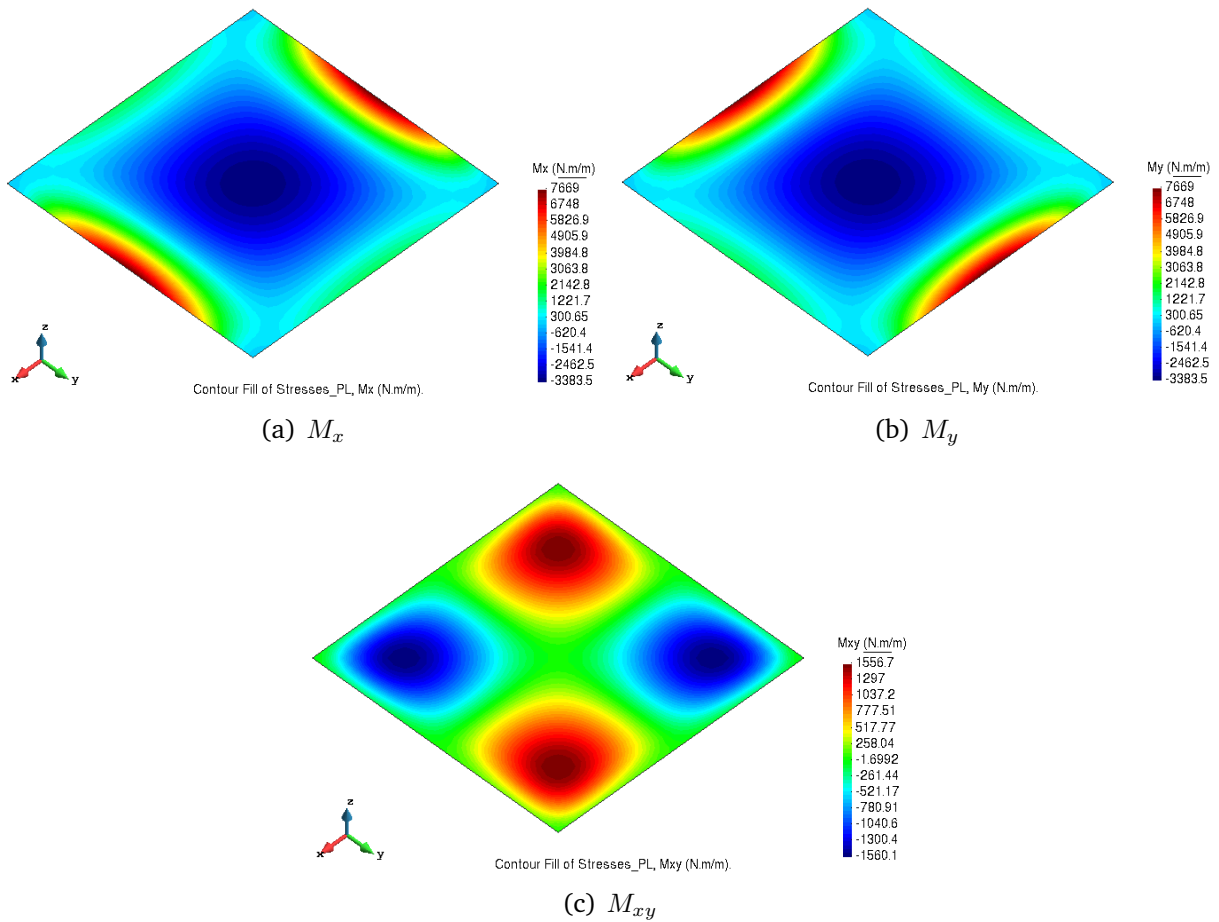 Mx (N.m/m)
7669
6748
5826.9
4905.9
3984.8
3063.8
2142.8
1221.7
300.65
-620.4
-1541.4
-2462.5
-3383.5
z
x
y
Contour Fill of Stresses_PL, Mx (N.m/m).
(a) M_x
My (N.m/m)
7669
6748
5826.9
4905.9
3984.8
3063.8
2142.8
1221.7
300.65
-620.4
-1541.4
-2462.5
-3383.5
z
x
y
Contour Fill of Stresses_PL, My (N.m/m).
(b) M_y
Mxy (N.m/m)
1556.7
1297
1037.2
777.51
517.77
258.04
-1.6992
-261.44
-521.17
-780.91
-1040.6
-1300.4
-1560.1
z
x
y
Contour Fill of Stresses_PL, Mxy (N.m/m).
(c) M_{xy}